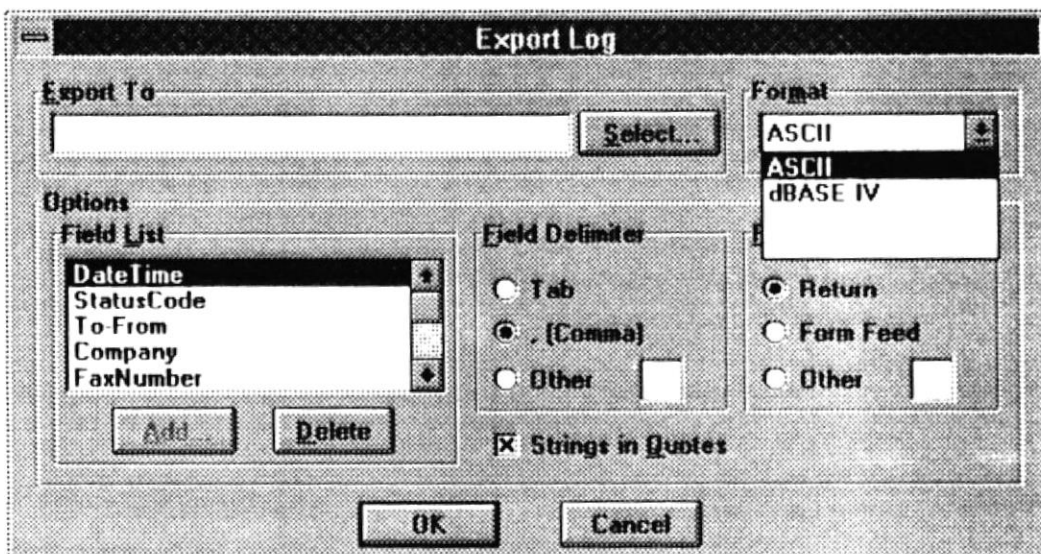 Export Log
Export To
Select...
Format
ASCII
ASCII
dBASE IV
Options
Field List
DateTime
StatusCode
To-From
Company
FaxNumber
Add...
Delete
Field Delimiter
Tab
, (Comma)
Other
Return
Form Feed
Other
Strings in Quotes
OK
Cancel